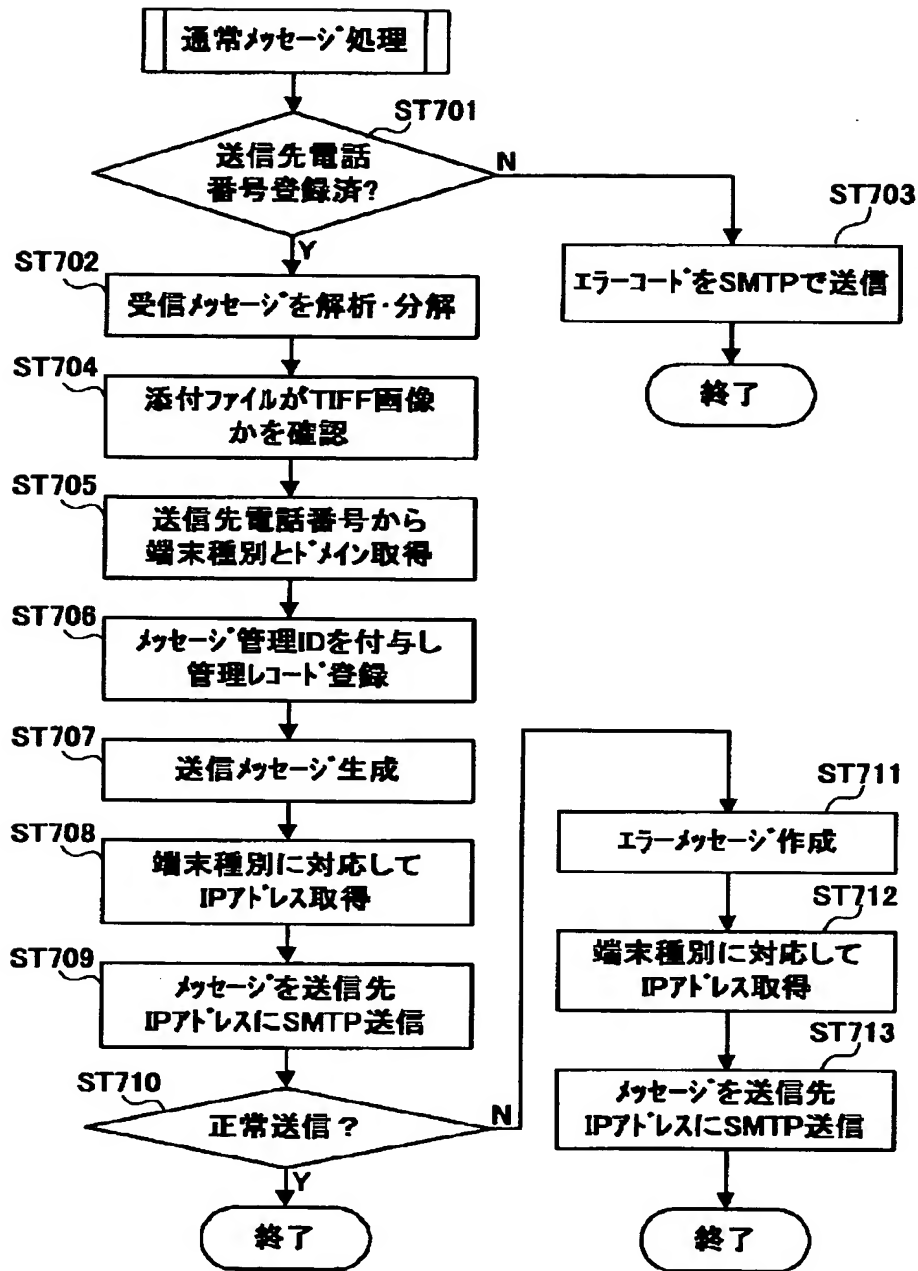 通常メッセージ処理
ST701
送信先電話
番号登録済?
N
Y
ST703
エラーコードをSMTPで送信
終了
ST702
受信メッセージを解析・分解
ST704
添付ファイルがTIFF画像
かを確認
ST705
送信先電話番号から
端末種別とドメイン取得
ST706
メッセージ管理IDを付与し
管理レコード登録
ST707
送信メッセージ生成
ST708
端末種別に対応して
IPアドレス取得
ST709
メッセージを送信先
IPアドレスにSMTP送信
ST710
正常送信?
N
Y
終了
ST711
エラーメッセージ作成
ST712
端末種別に対応して
IPアドレス取得
ST713
メッセージを送信先
IPアドレスにSMTP送信
終了